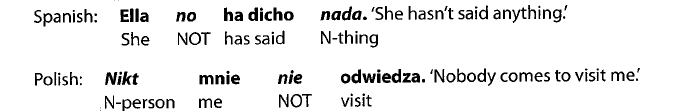 Spanish: Ella no ha dicho nada. 'She hasn't said anything.'
She NOT has said N-thing
Polish: Nikt mnie nie odwiedza. 'Nobody comes to visit me.'
N-person me NOT visit